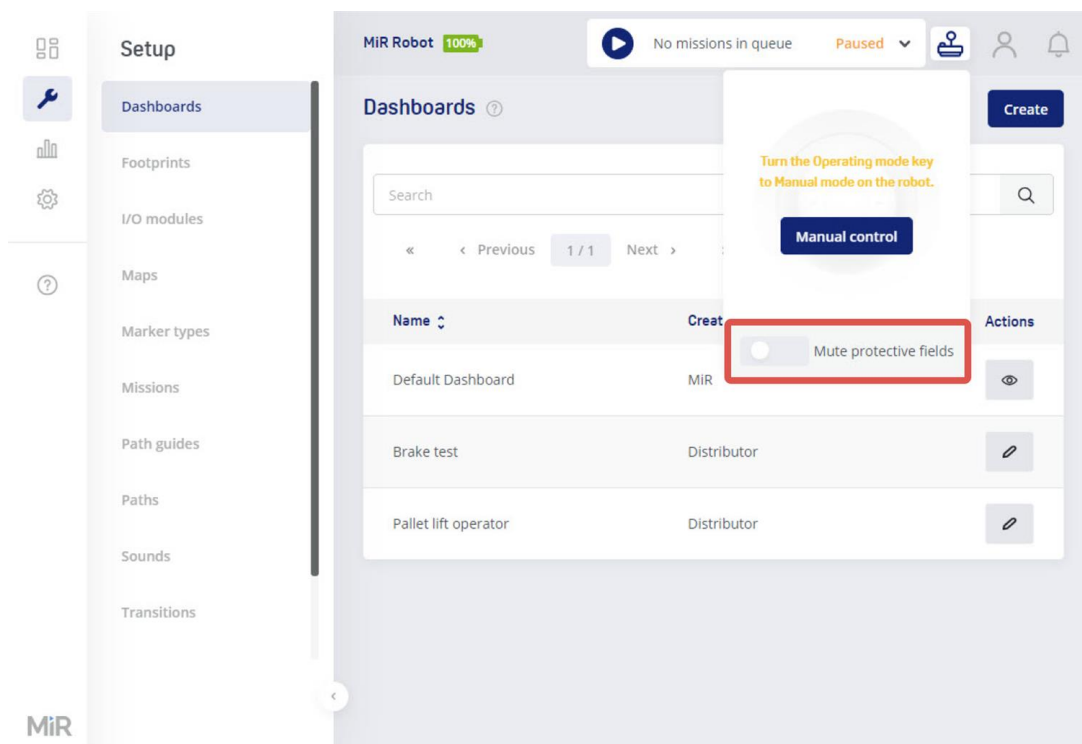 Setup
Dashboards
Footprints
I/O modules
Maps
Marker types
Missions
Path guides
Paths
Sounds
Transitions
MiR
MiR Robot 100%
No missions in queue Paused
Dashboards
Create
Turn the Operating mode key
to Manual mode on the robot.
Search
Manual control
« ‹ Previous 1 / 1 Next ›
Name Creat Actions
Mute protective fields
Default Dashboard MiR
Brake test Distributor
Pallet lift operator Distributor